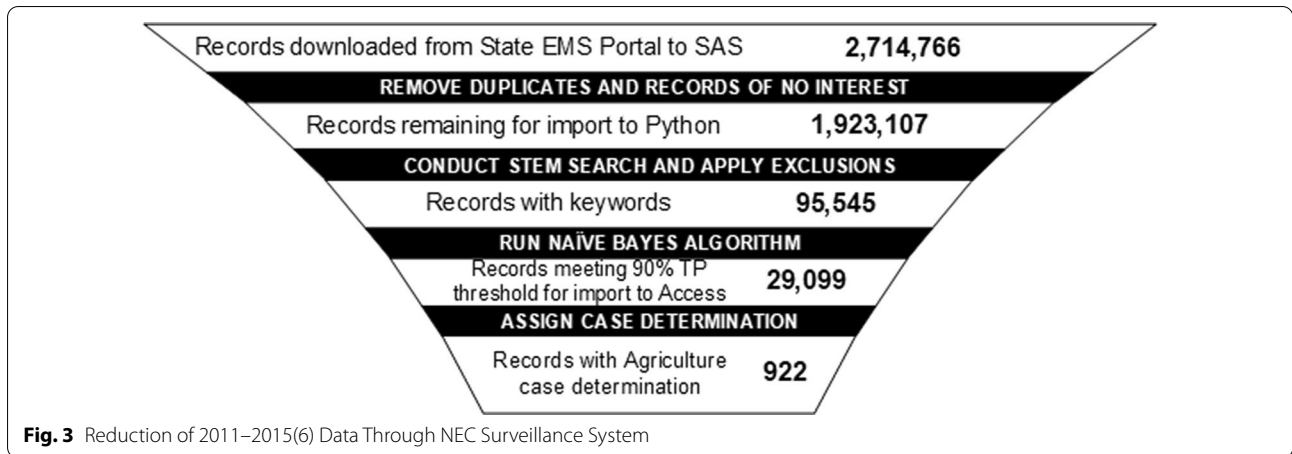 Records downloaded from State EMS Portal to SAS 2,714,766
REMOVE DUPLICATES AND RECORDS OF NO INTEREST
Records remaining for import to Python 1,923,107
CONDUCT STEM SEARCH AND APPLY EXCLUSIONS
Records with keywords 95,545
RUN NAÏVE BAYES ALGORITHM
Records meeting 90% TP
threshold for import to Access 29,099
ASSIGN CASE DETERMINATION
Records with Agriculture
case determination 922
Fig. 3 Reduction of 2011–2015(6) Data Through NEC Surveillance System